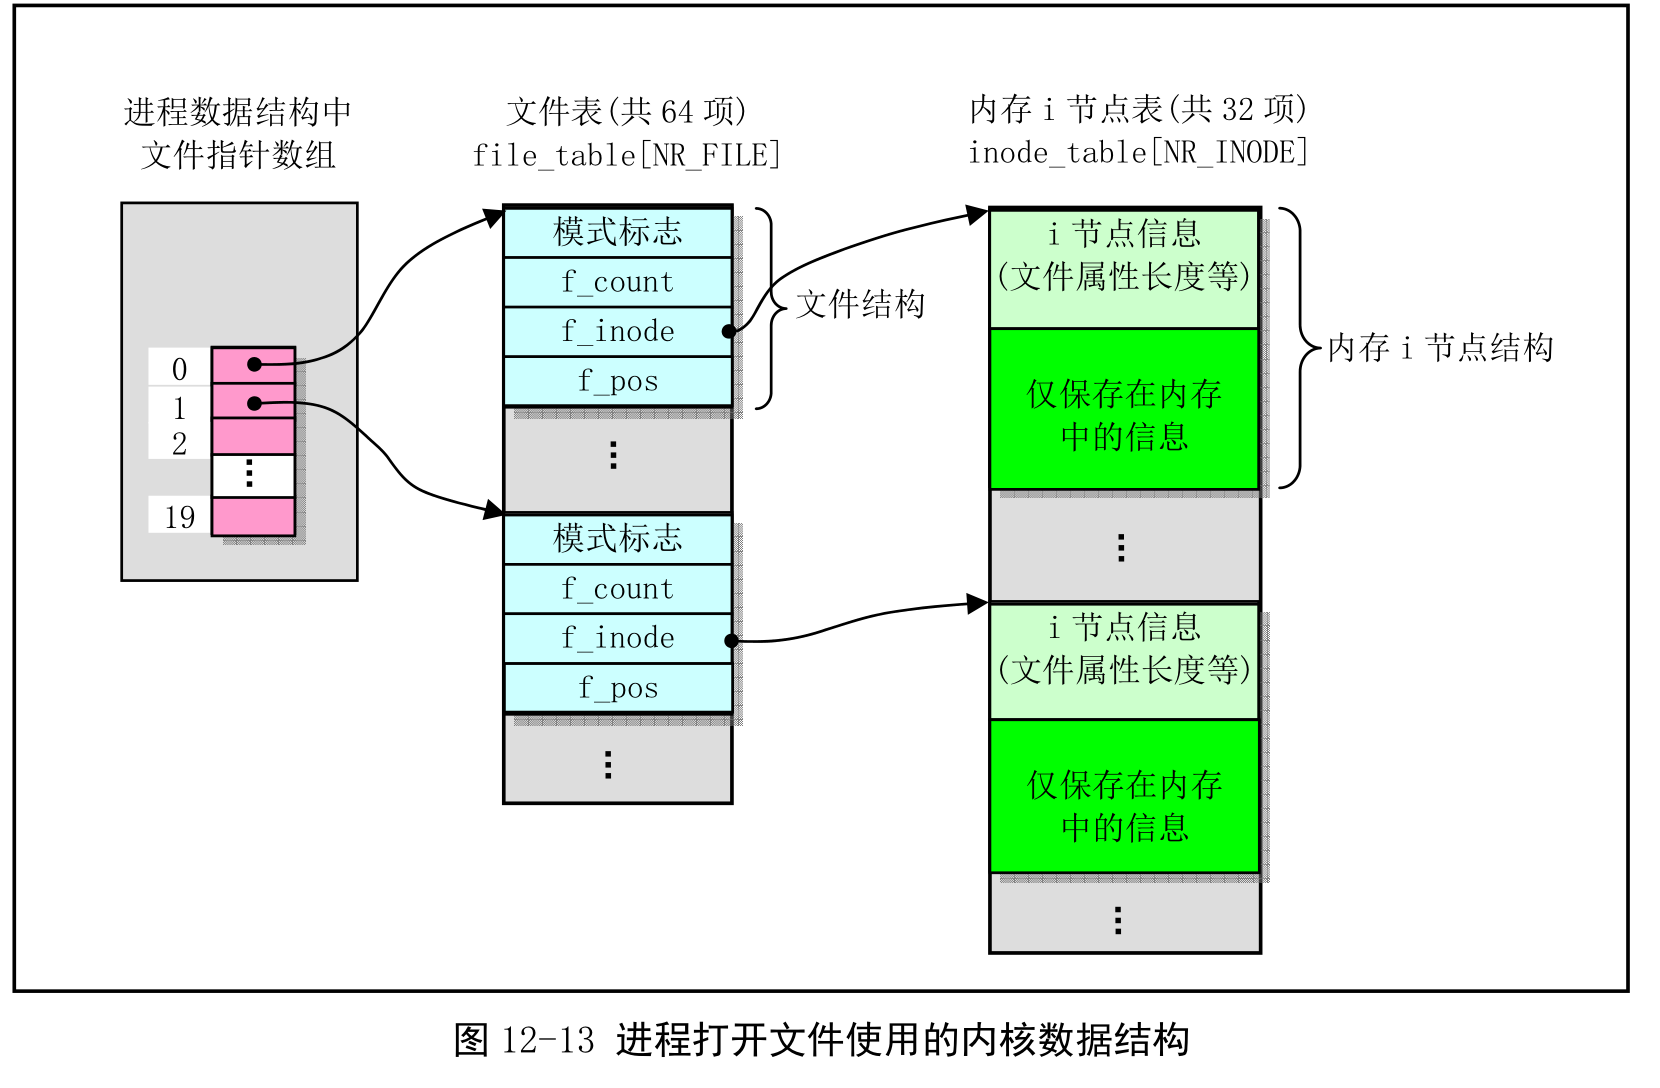 进程数据结构中
文件指针数组
文件表(共 64 项)
file_table[NR_FILE]
内存 i 节点表(共 32 项)
inode_table[NR_INODE]
0
1
2
⋮
19
模式标志
f_count
f_inode
f_pos
⋮
模式标志
f_count
f_inode
f_pos
⋮
文件结构
i 节点信息
(文件属性长度等)
仅保存在内存
中的信息
⋮
i 节点信息
(文件属性长度等)
仅保存在内存
中的信息
⋮
内存 i 节点结构
图 12-13 进程打开文件使用的内核数据结构